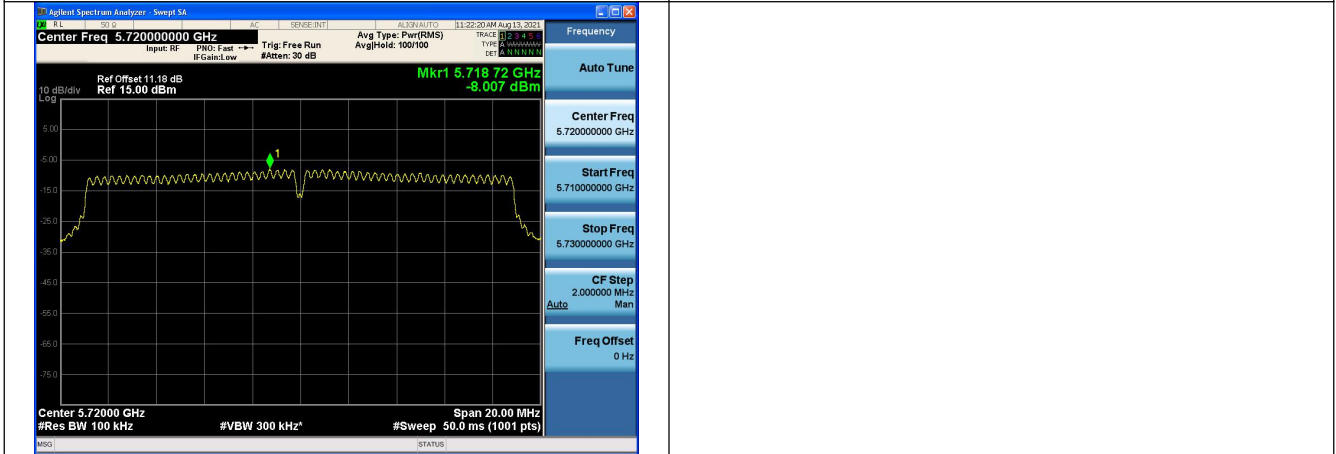 Agilent Spectrum Analyzer - Swept SA
RL 50 Ω AC SENSE:INT ALIGN AUTO 11:22:20 AM Aug 13, 2021
Center Freq 5.720000000 GHz
Input: RF PNO: Fast Trig: Free Run Avg Type: Pwr(RMS) TRACE 1 2 3 4 5 6
IFGain:Low #Atten: 30 dB Avg|Hold: 100/100 TYPE A WWWWW
DET A N N N N N
Frequency
Auto Tune
Ref Offset 11.18 dB Mkr1 5.718 72 GHz
10 dB/div Ref 15.00 dBm -8.007 dBm
Log
5.00
-5.00
1
-15.0
-25.0
-35.0
-45.0
-55.0
-65.0
-75.0
Center Freq
5.720000000 GHz
Start Freq
5.710000000 GHz
Stop Freq
5.730000000 GHz
CF Step
2.000000 MHz
Auto Man
Freq Offset
0 Hz
Center 5.72000 GHz Span 20.00 MHz
#Res BW 100 kHz #VBW 300 kHz* #Sweep 50.0 ms (1001 pts)
MSG STATUS